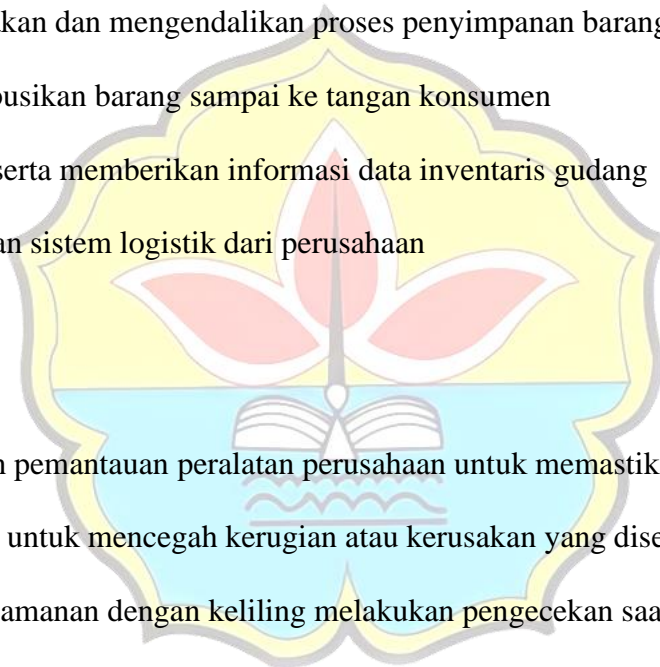 akan dan mengendalikan proses penyimpanan barang
busikan barang sampai ke tangan konsumen
serta memberikan informasi data inventaris gudang
an sistem logistik dari perusahaan
n pemantauan peralatan perusahaan untuk memastik
untuk mencegah kerugian atau kerusakan yang dise
amanan dengan keliling melakukan pengecekan saa